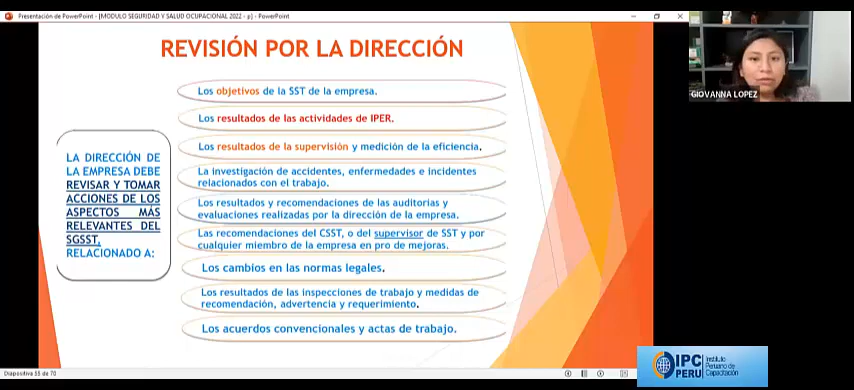 Presentación de PowerPoint - [MODULO SEGURIDAD Y SALUD OCUPACIONAL 2022 - p] - PowerPoint
REVISIÓN POR LA DIRECCIÓN
LA DIRECCIÓN DE
LA EMPRESA DEBE
REVISAR Y TOMAR
ACCIONES DE LOS
ASPECTOS MÁS
RELEVANTES DEL
SGSST,
RELACIONADO A:
Los objetivos de la SST de la empresa.
Los resultados de las actividades de IPER.
Los resultados de la supervisión y medición de la eficiencia.
La investigación de accidentes, enfermedades e incidentes
relacionados con el trabajo.
Los resultados y recomendaciones de las auditorías y
evaluaciones realizadas por la dirección de la empresa.
Las recomendaciones del CSST, o del supervisor de SST y por
cualquier miembro de la empresa en pro de mejoras.
Los cambios en las normas legales.
Los resultados de las inspecciones de trabajo y medidas de
recomendación, advertencia y requerimiento.
Los acuerdos convencionales y actas de trabajo.
Diapositiva 55 de 70
GIOVANNA LOPEZ
IPC
PERU
Instituto
Peruano de
Capacitación